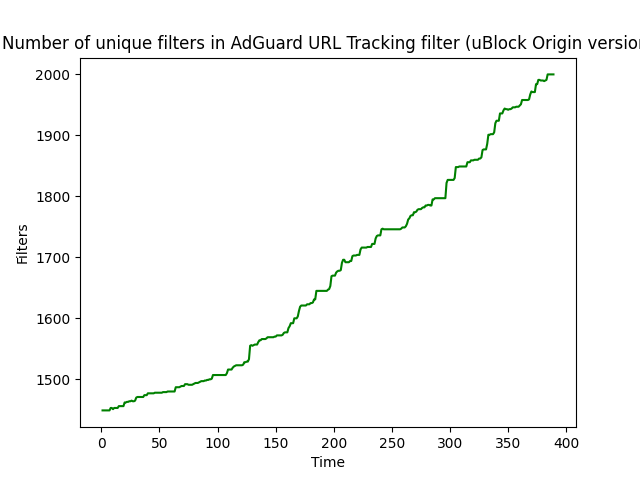 Number of unique filters in AdGuard URL Tracking filter (uBlock Origin version
2000
1900
1800
1700
1600
1500
Filters
0 50 100 150 200 250 300 350 400
Time